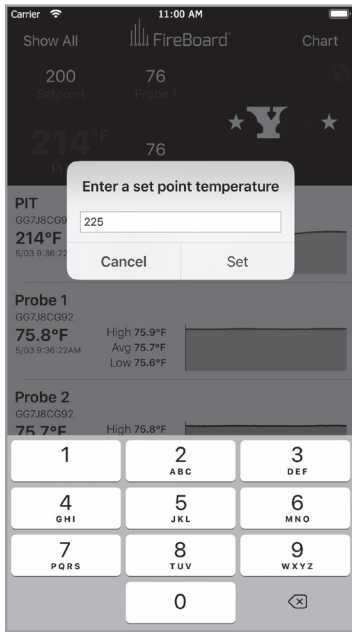 Carrier 11:00 AM
Show All FireBoard Chart
200 76
Setpoint Probe 1
214°F 76
Y
Enter a set point temperature
225
Cancel Set
PIT
GG7J8CG9
214°F
5/03 9:36:22
Probe 1
GG7J8CG92
75.8°F
5/03 9:36:22AM
High 75.9°F
Avg 75.7°F
Low 75.6°F
Probe 2
GG7J8CG92
75.7°F High 75.8°F
1 2 3
ABC DEF
4 5 6
GHI JKL MNO
7 8 9
PQRS TUV WXYZ
0